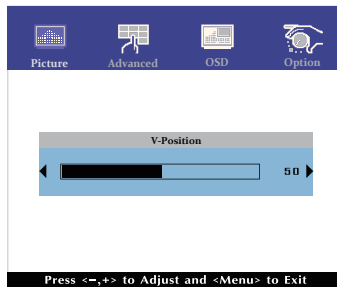 Picture Advanced OSD Option
V-Position
50
Press <-,+> to Adjust and <Menu> to Exit